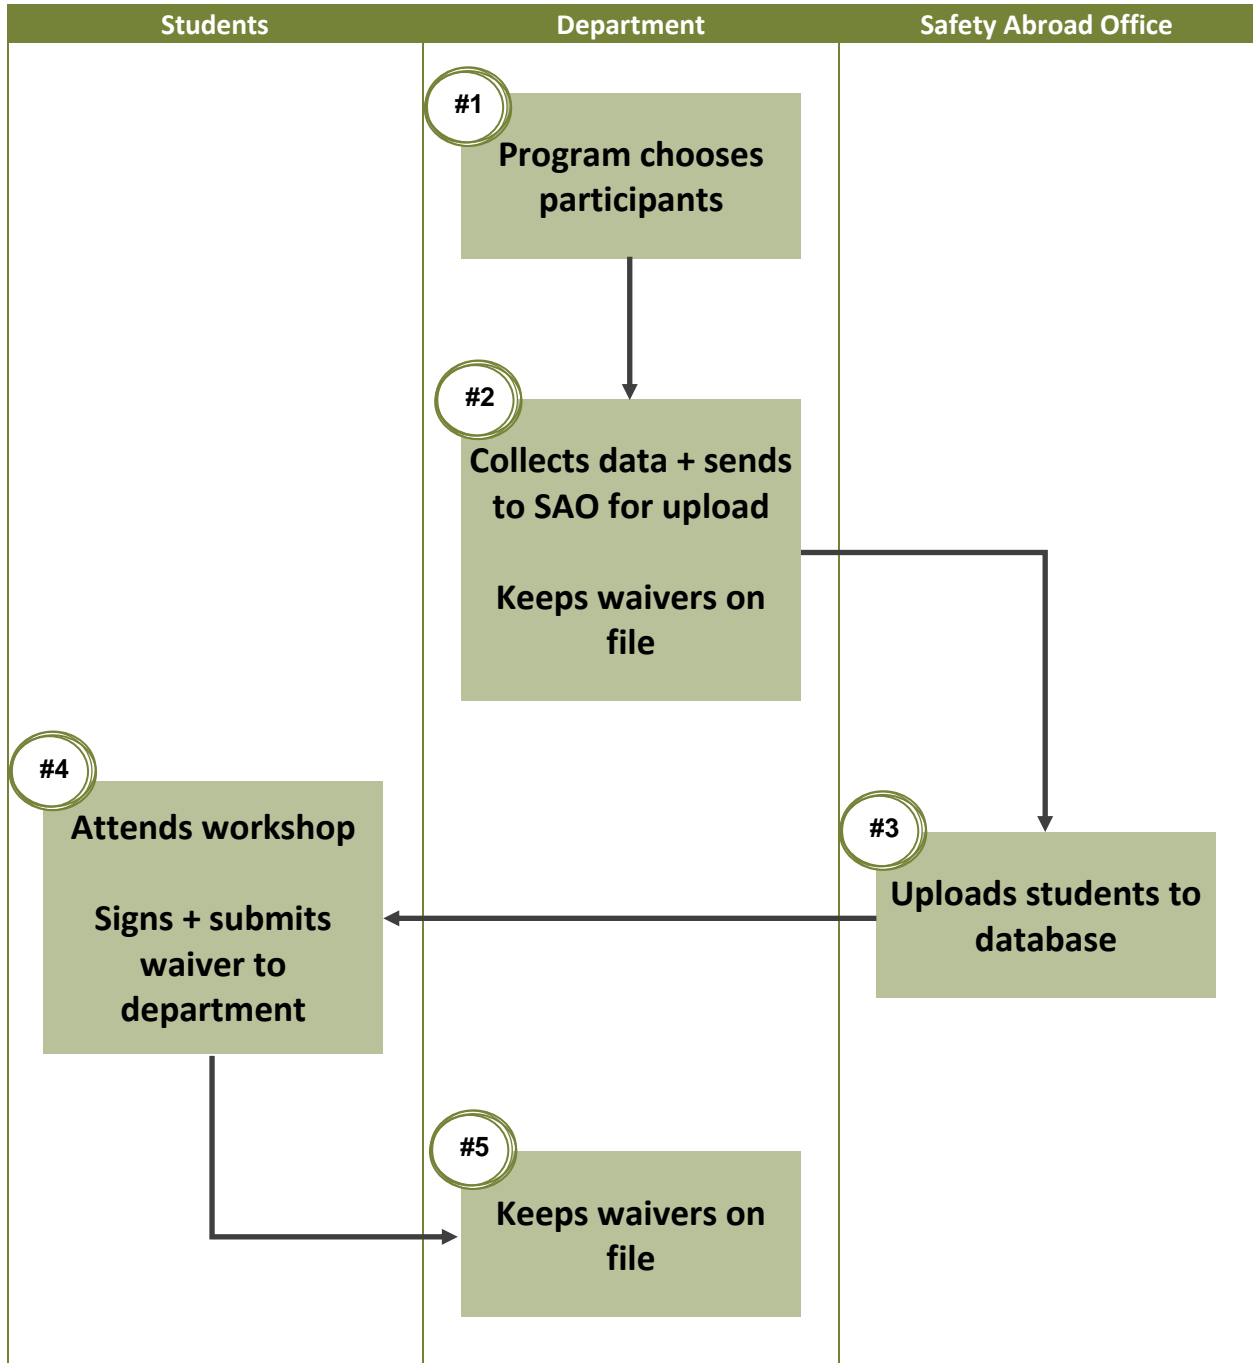 Students
Department
Safety Abroad Office
#1
Program chooses
participants
#2
Collects data + sends
to SAO for upload
Keeps waivers on
file
#3
Uploads students to
database
#4
Attends workshop
Signs + submits
waiver to
department
#5
Keeps waivers on
file